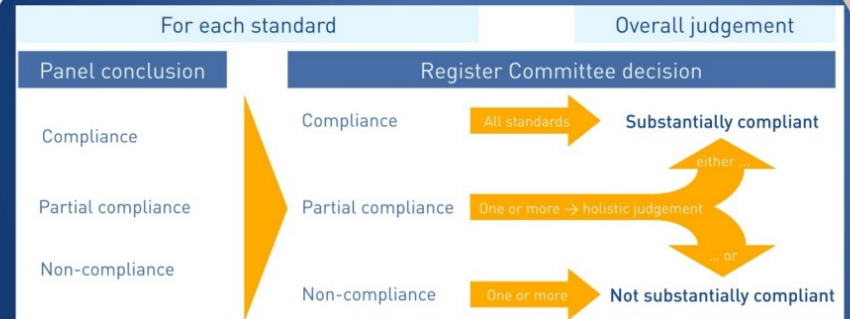 For each standard
Overall judgement
Panel conclusion
Register Committee decision
Compliance
Partial compliance
Non-compliance
Compliance
All standards
Substantially compliant
either ...
Partial compliance
One or more → holistic judgement
... or
Non-compliance
One or more
Not substantially compliant